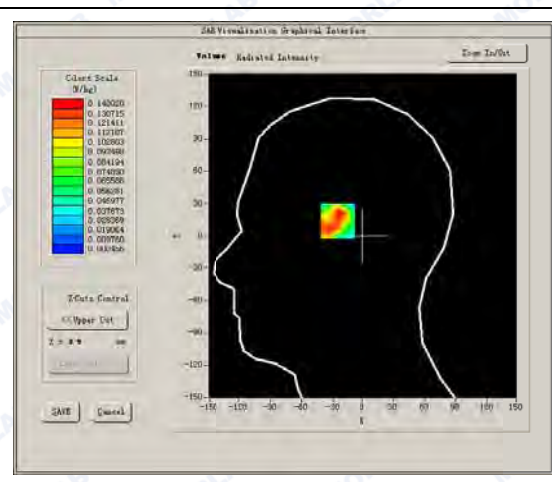 SAR Visualisation Graphical Interface
Volume Radiated Intensity
Zoom In/Out
Colors Scale
(W/kg)
0.140020
0.130715
0.121411
0.112107
0.102803
0.093498
0.084194
0.074890
0.065586
0.056281
0.046977
0.037673
0.028369
0.019064
0.009760
150
120
90
60
30
0
-30
-60
-90
-120
-150
-150 -120 -90 -60 -30 0 30 60 90 120 150
X
Z-Cuts Control
<<Upper Cut
SAVE
Cancel